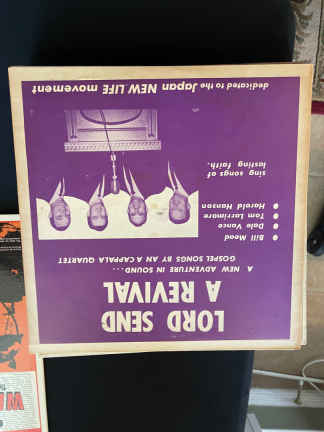 LORD SEND
A REVIVAL
A NEW ADVENTURE IN SOUND...
GOSPEL SONGS BY AN A CAPPALA QUARTET
Bill Mead
Dale Vance
Tom Larrimore
Harold Hanson
sing songs of
lasting faith.
dedicated to the Japan NEW LIFE movement